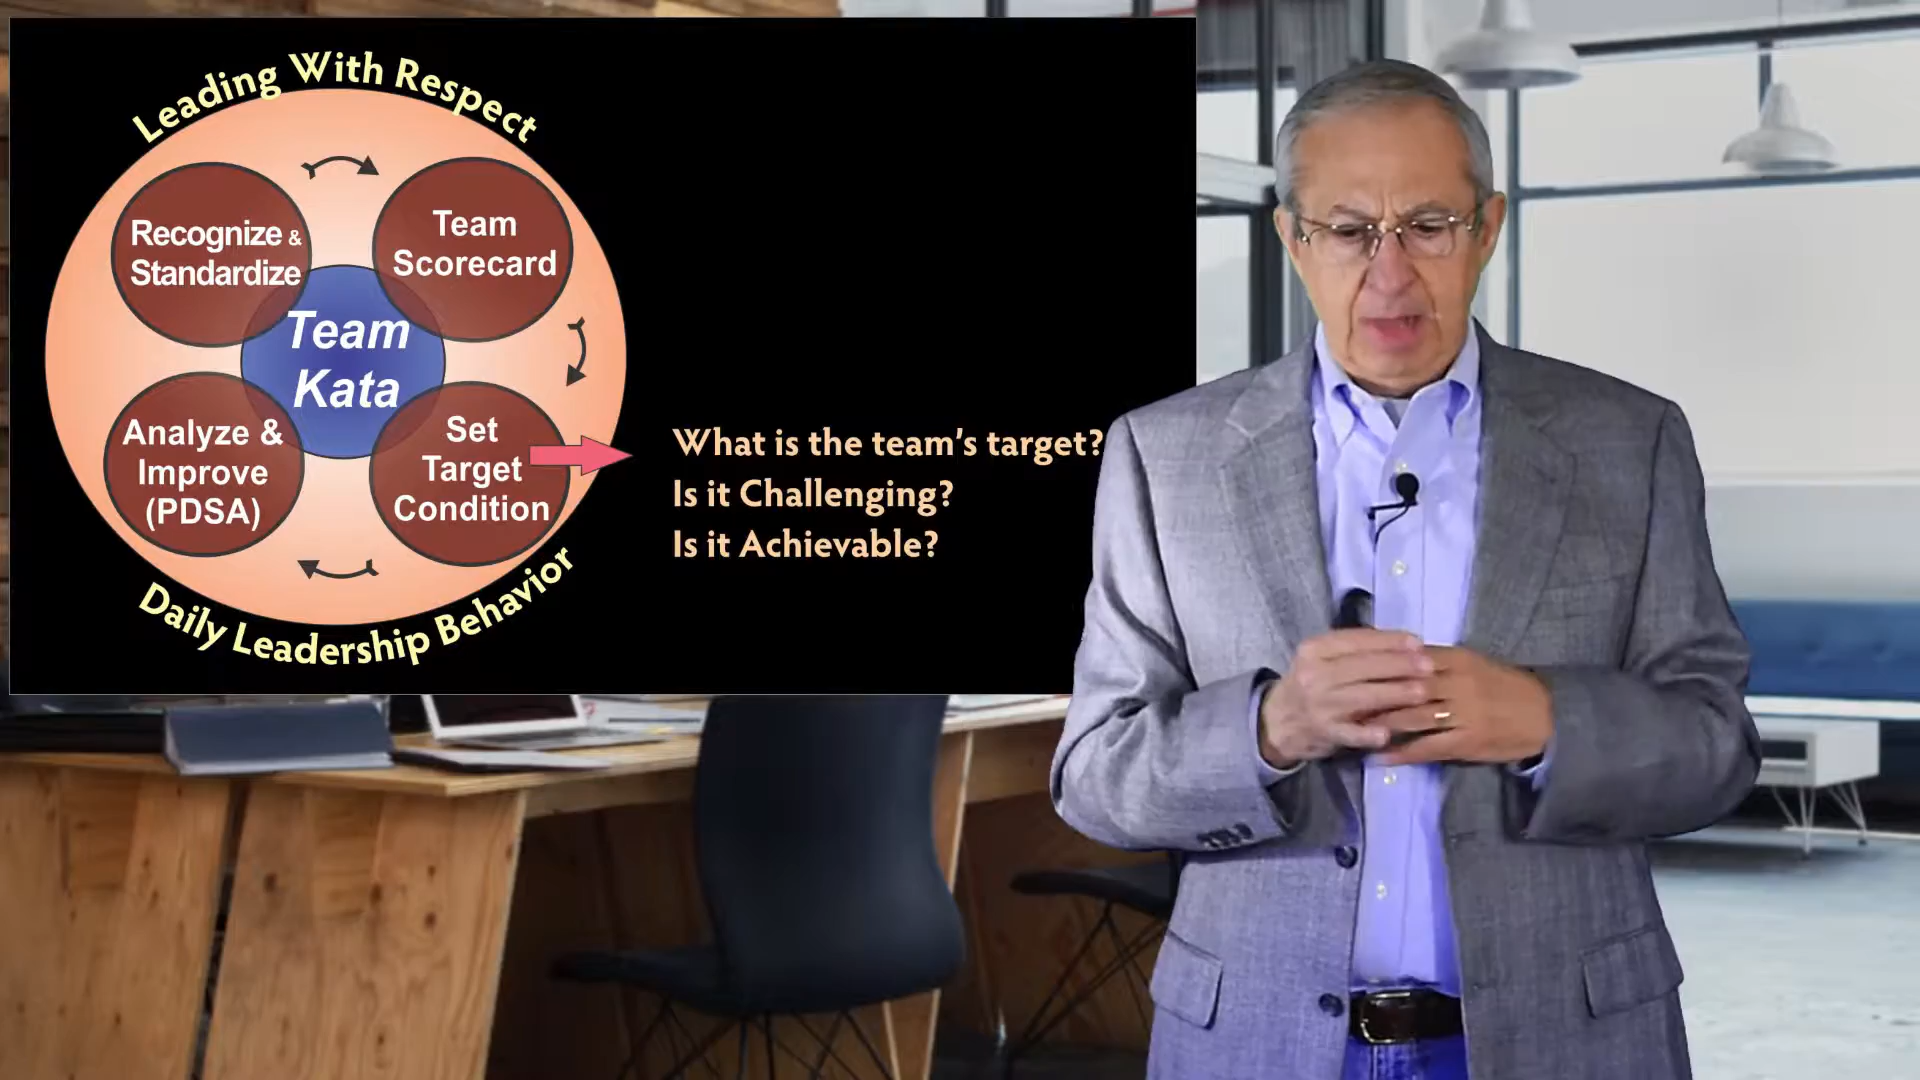 Leading With Respect
Recognize &
Standardize
Team
Scorecard
Team
Kata
Analyze &
Improve
(PDSA)
Set
Target
Condition
Daily Leadership Behavior
What is the team's target?
Is it Challenging?
Is it Achievable?